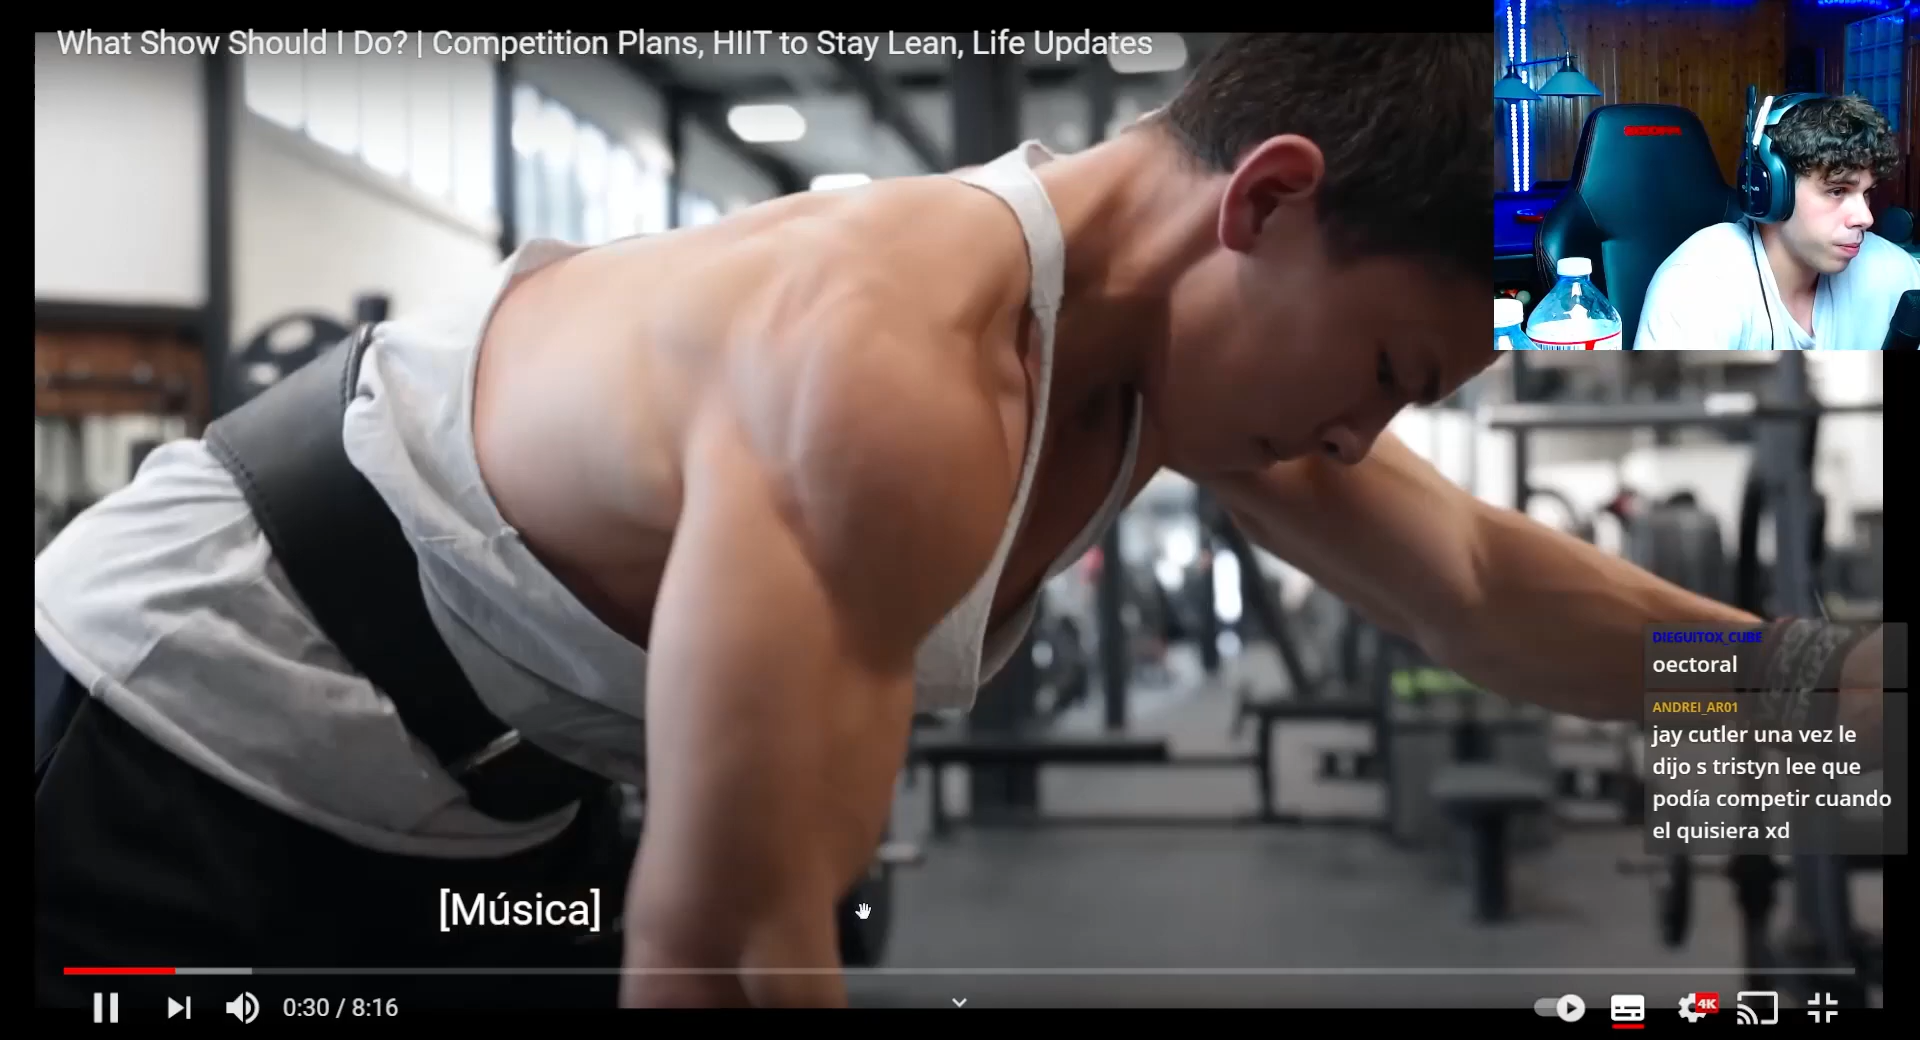 What Show Should I Do? | Competition Plans, HIIT to Stay Lean, Life Updates
DIEGUITOX_CUBE
oectoral
ANDREI_AR01
jay cutler una vez le
dijo s tristyn lee que
podía competir cuando
el quisiera xd
[Música]
0:30 / 8:16
4K